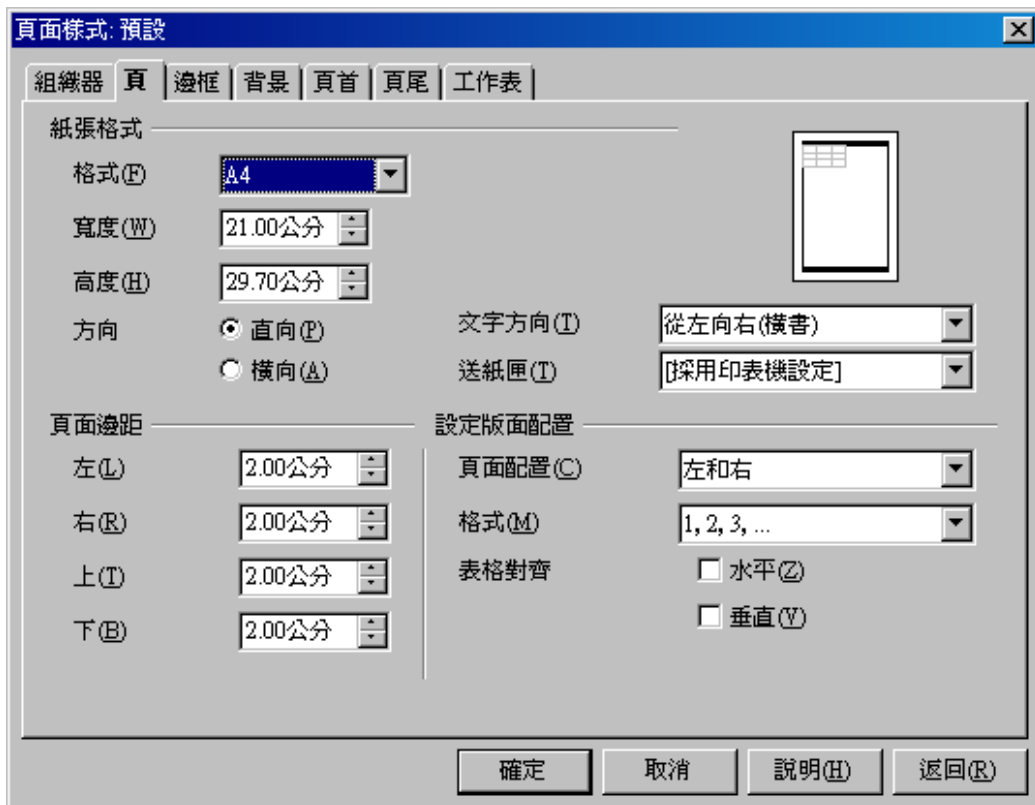 頁面樣式: 預設
組織器 頁 邊框 背景 頁首 頁尾 工作表
紙張格式
格式(F) A4
寬度(W) 21.00公分
高度(H) 29.70公分
方向 直向(P) 文字方向(T) 從左向右(橫書)
橫向(A) 送紙匣(T) [採用印表機設定]
頁面邊距 設定版面配置
左(L) 2.00公分 頁面配置(C) 左和右
右(R) 2.00公分 格式(M) 1, 2, 3, ...
上(T) 2.00公分 表格對齊 水平(Z)
下(B) 2.00公分 垂直(V)
確定 取消 說明(H) 返回(R)